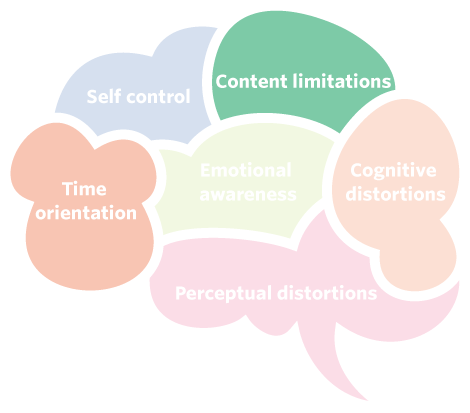 Content limitations
Self control
Emotional
awareness
Cognitive
distortions
Time
orientation
Perceptual distortions